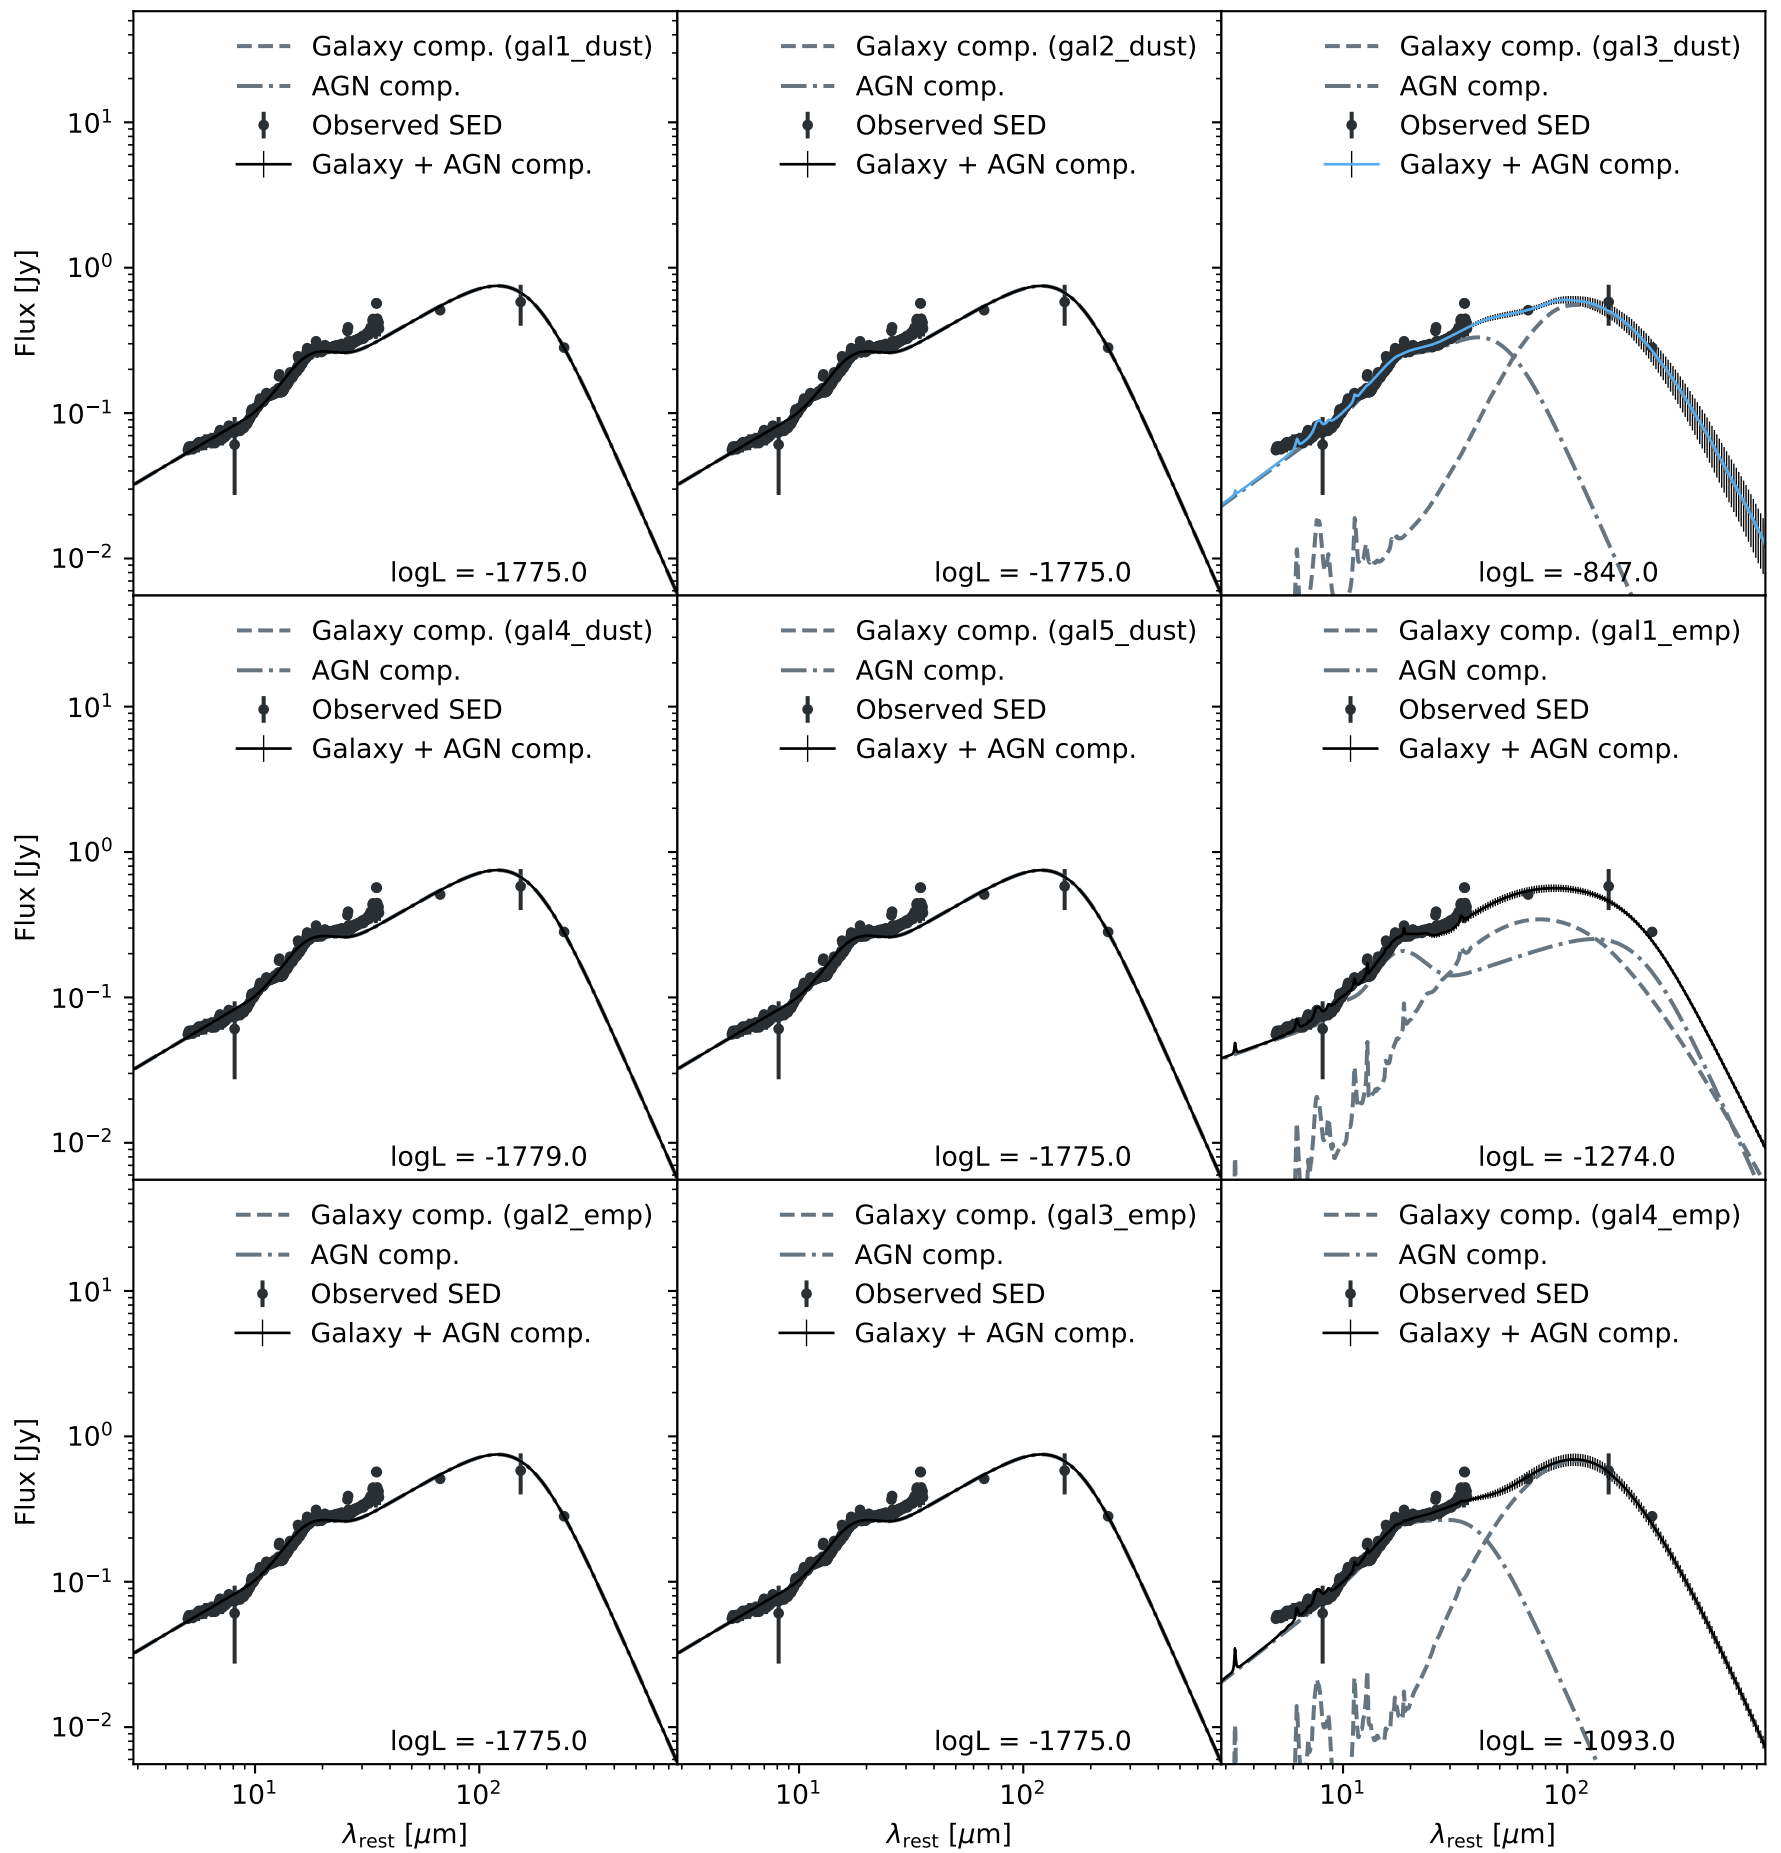 Galaxy comp. (gal1_dust)
AGN comp.
Observed SED
Galaxy + AGN comp.
logL = -1775.0
Galaxy comp. (gal2_dust)
AGN comp.
Observed SED
Galaxy + AGN comp.
logL = -1775.0
Galaxy comp. (gal3_dust)
AGN comp.
Observed SED
Galaxy + AGN comp.
logL = -847.0
Flux [Jy]
10¹
10⁰
10⁻¹
10⁻²
Galaxy comp. (gal4_dust)
AGN comp.
Observed SED
Galaxy + AGN comp.
logL = -1779.0
Galaxy comp. (gal5_dust)
AGN comp.
Observed SED
Galaxy + AGN comp.
logL = -1775.0
Galaxy comp. (gal1_emp)
AGN comp.
Observed SED
Galaxy + AGN comp.
logL = -1274.0
Flux [Jy]
10¹
10⁰
10⁻¹
10⁻²
Galaxy comp. (gal2_emp)
AGN comp.
Observed SED
Galaxy + AGN comp.
logL = -1775.0
Galaxy comp. (gal3_emp)
AGN comp.
Observed SED
Galaxy + AGN comp.
logL = -1775.0
Galaxy comp. (gal4_emp)
AGN comp.
Observed SED
Galaxy + AGN comp.
logL = -1093.0
Flux [Jy]
10¹
10⁰
10⁻¹
10⁻²
10¹ 10² 10¹ 10² 10¹ 10²
λrest [μm] λrest [μm] λrest [μm]